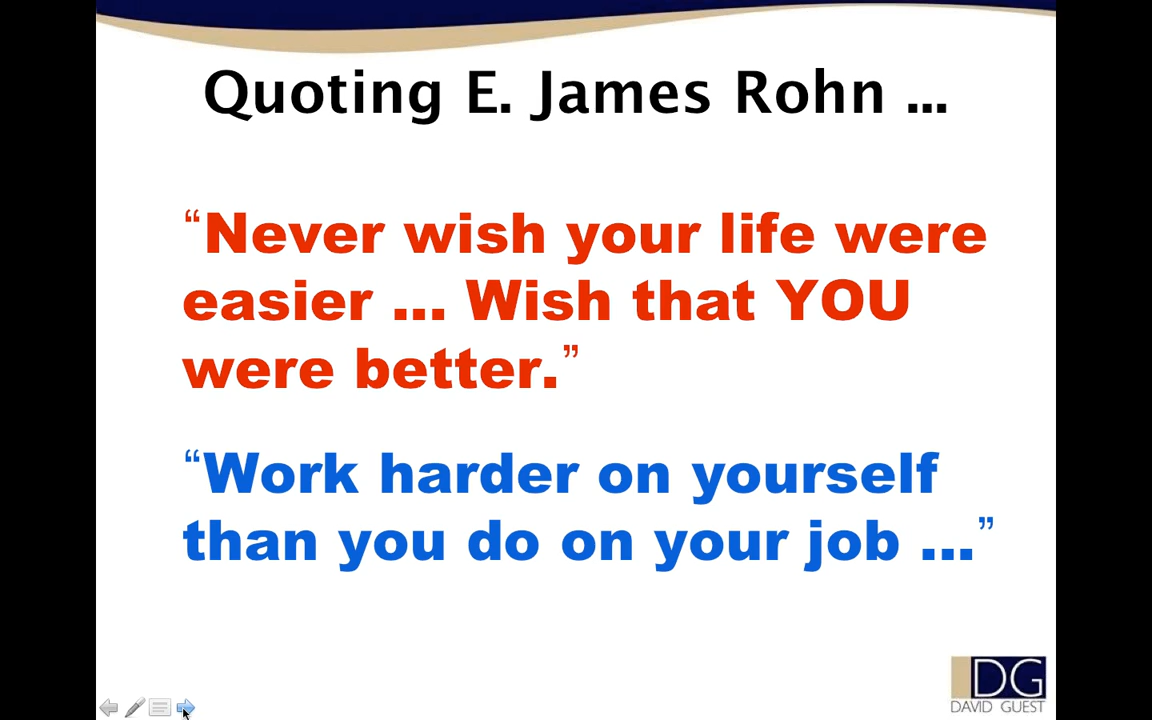 Quoting E. James Rohn ...
“Never wish your life were
easier ... Wish that YOU
were better.”
“Work harder on yourself
than you do on your job ...”
DG
DAVID GUEST